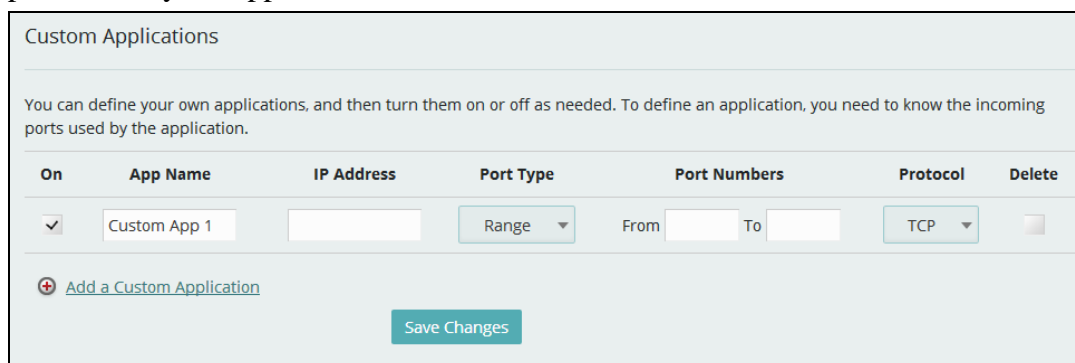 Custom Applications
You can define your own applications, and then turn them on or off as needed. To define an application, you need to know the incoming
ports used by the application.
On App Name IP Address Port Type Port Numbers Protocol Delete
Custom App 1 Range From To TCP
Add a Custom Application
Save Changes